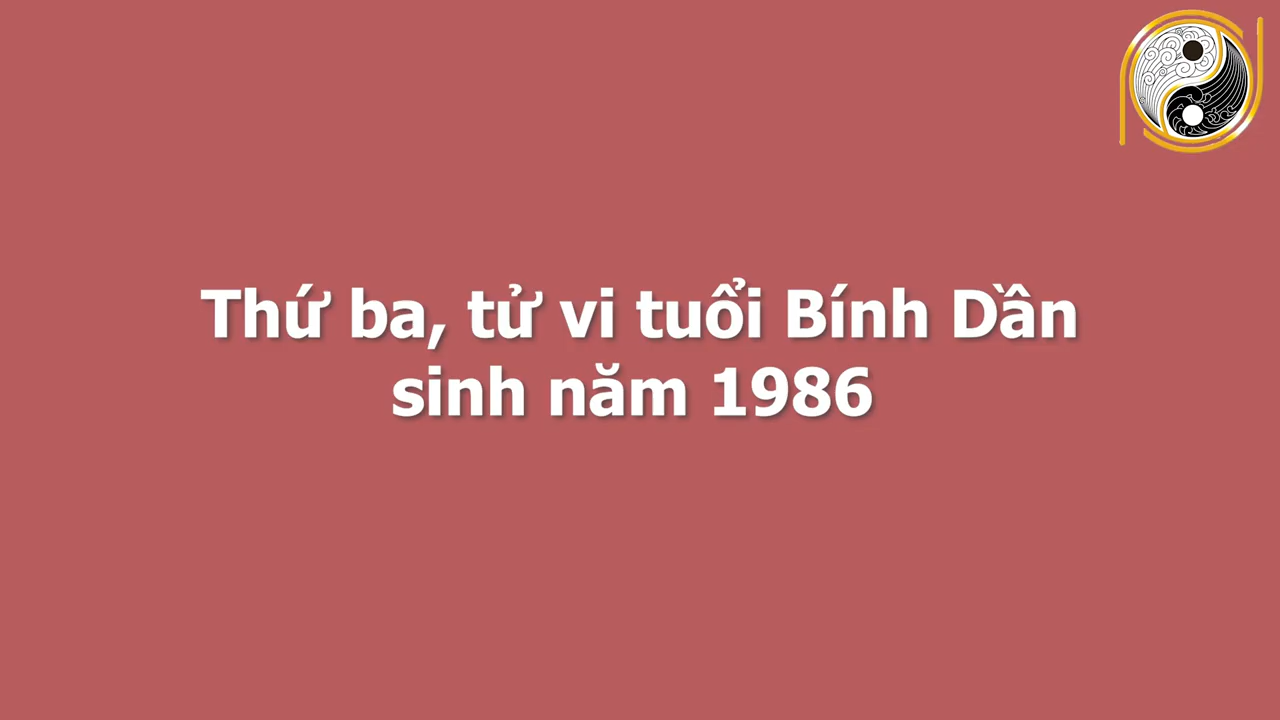 Thứ ba, tử vi tuổi Bính Dần
sinh năm 1986